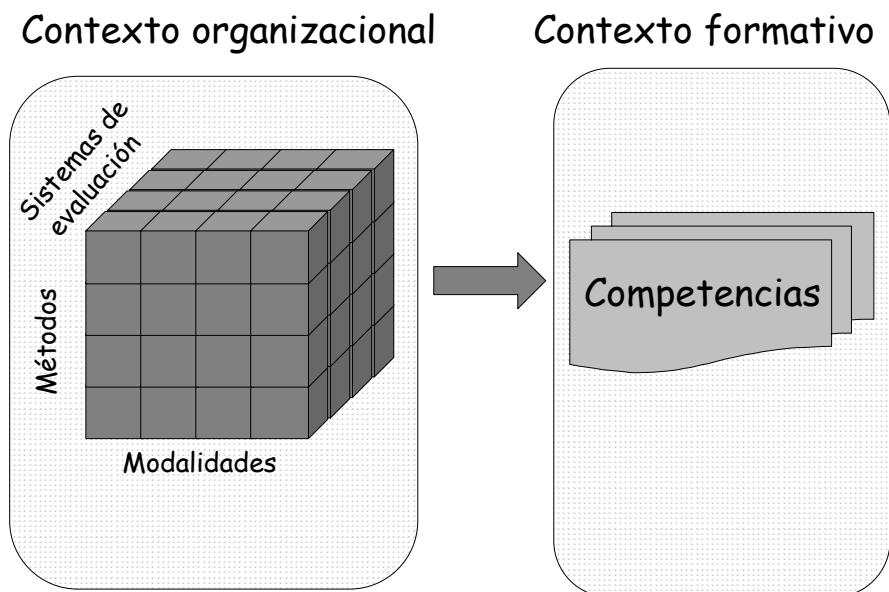 Contexto organizacional
Contexto formativo
Sistemas de
evaluación
Métodos
Modalidades
Competencias